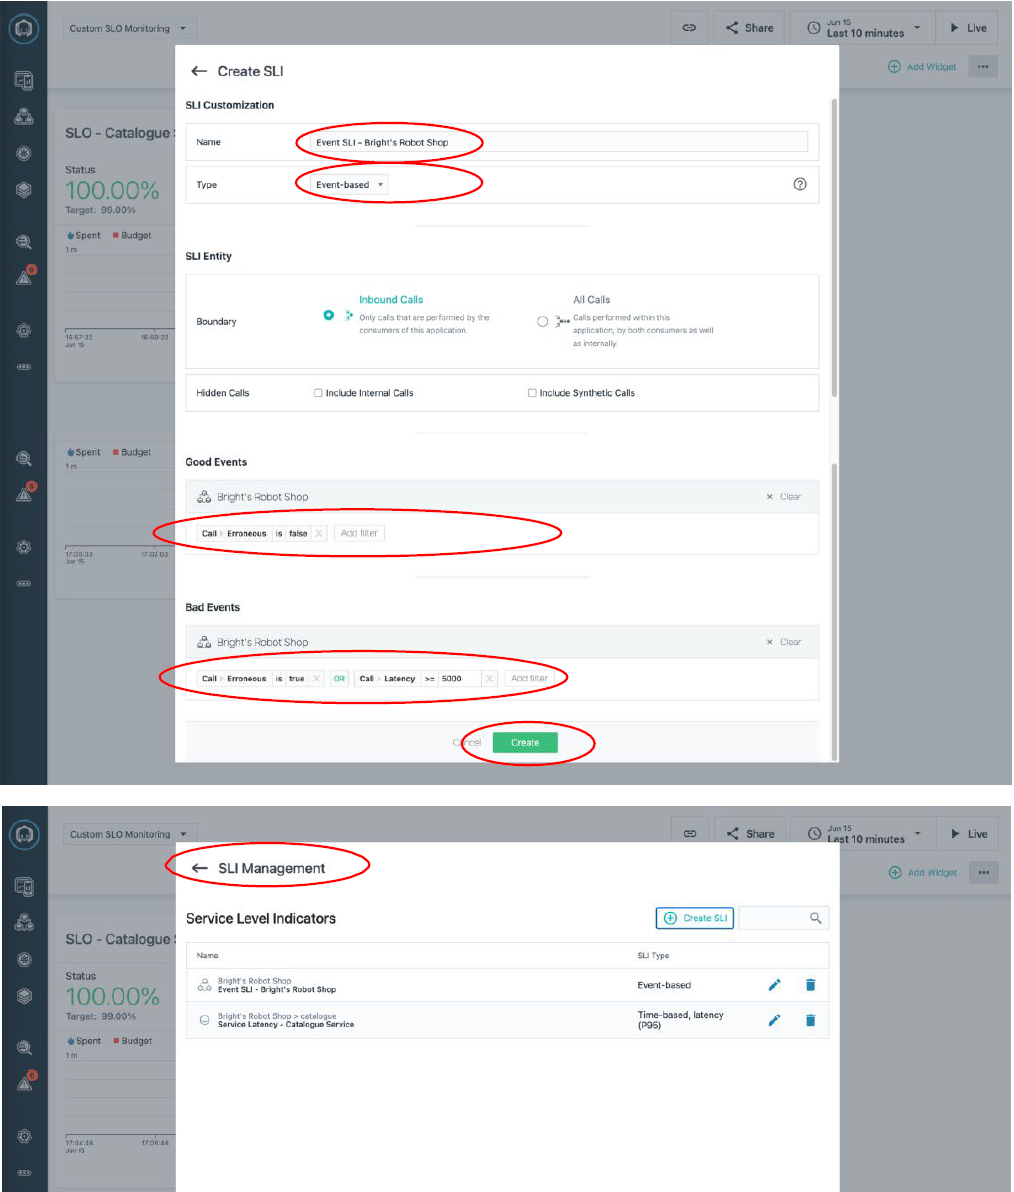 Custom SLO Monitoring
Share
Jun 15
Last 10 minutes
Live
Add Widget
Create SLI
SLI Customization
Name
Event SLI - Bright's Robot Shop
Type
Event-based
SLO - Catalogue S
Status
100.00%
Target: 99.00%
Spent
Budget
1 m
16:57:22
Jun 15
16:59:22
SLI Entity
Boundary
Inbound Calls
Only calls that are performed by the
consumers of this application.
All Calls
Calls performed within this
application, by both consumers as well
as internally.
Hidden Calls
Include Internal Calls
Include Synthetic Calls
Spent
Budget
1 m
17:00:03
Jun 15
17:02:03
Good Events
Bright's Robot Shop
× Clear
Call Erroneous is false X Add filter
Bad Events
Bright's Robot Shop
× Clear
Call Erroneous is true X OR Call Latency >= 5000 X Add filter
Cancel
Create
Custom SLO Monitoring
Share
Jun 15
Last 10 minutes
Live
Add Widget
SLI Management
Service Level Indicators
Create SLI
Name
SLI Type
Bright's Robot Shop
Event SLI - Bright's Robot Shop
Event-based
Bright's Robot Shop > catalogue
Service Latency - Catalogue Service
Time-based, latency
(P95)
SLO - Catalogue S
Status
100.00%
Target: 99.00%
Spent
Budget
1 m
17:04:46
Jun 15
17:06:46